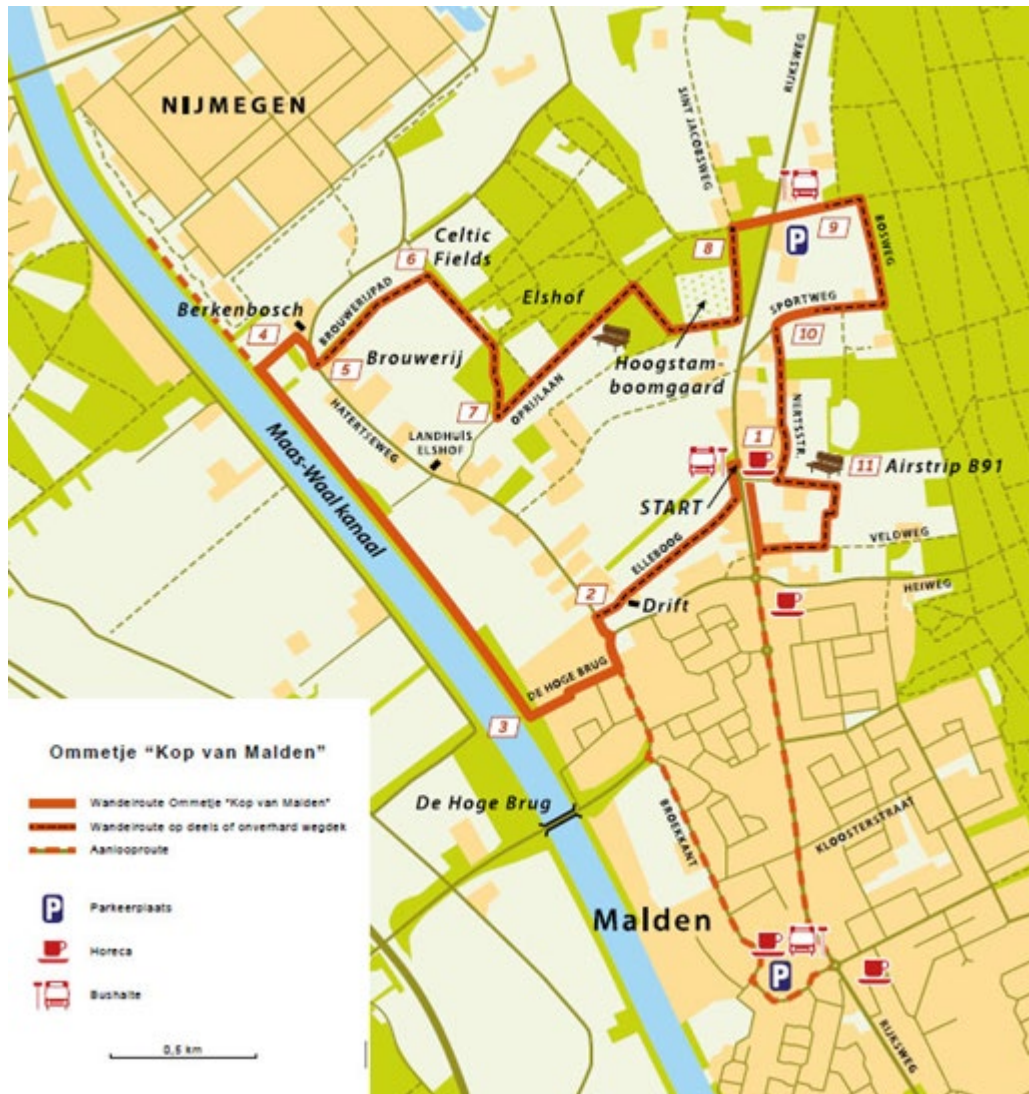 NIJMEGEN
SINT JACOBSWEG
RIJKSWEG
P
9
8
BOSWEG
Celtic
Fields
6
Elshof
SPORTWEG
10
Berkenbosch
4
BROUWERIJPAD
5
Brouwerij
Hoogstam-
boomgaard
7
OPRIJLAAN
HATERTSEWEG
LANDHUIS
ELSHOF
1
NERTSSTR.
11
Airstrip B91
START
Maas-Waal kanaal
ELLEBOOG
VELDWEG
2
Drift
HEIWEG
DE HOGE BRUG
3
De Hoge Brug
BROEKKANT
KLOOSTERSTRAAT
Malden
P
RIJKSWEG
Ommetje "Kop van Malden"
Wandelroute Ommetje "Kop van Malden"
Wandelroute op deels of onverhard wegdek
Aanlooproute
P
Parkeerplaats
Horeca
Bushalte
0,5 km